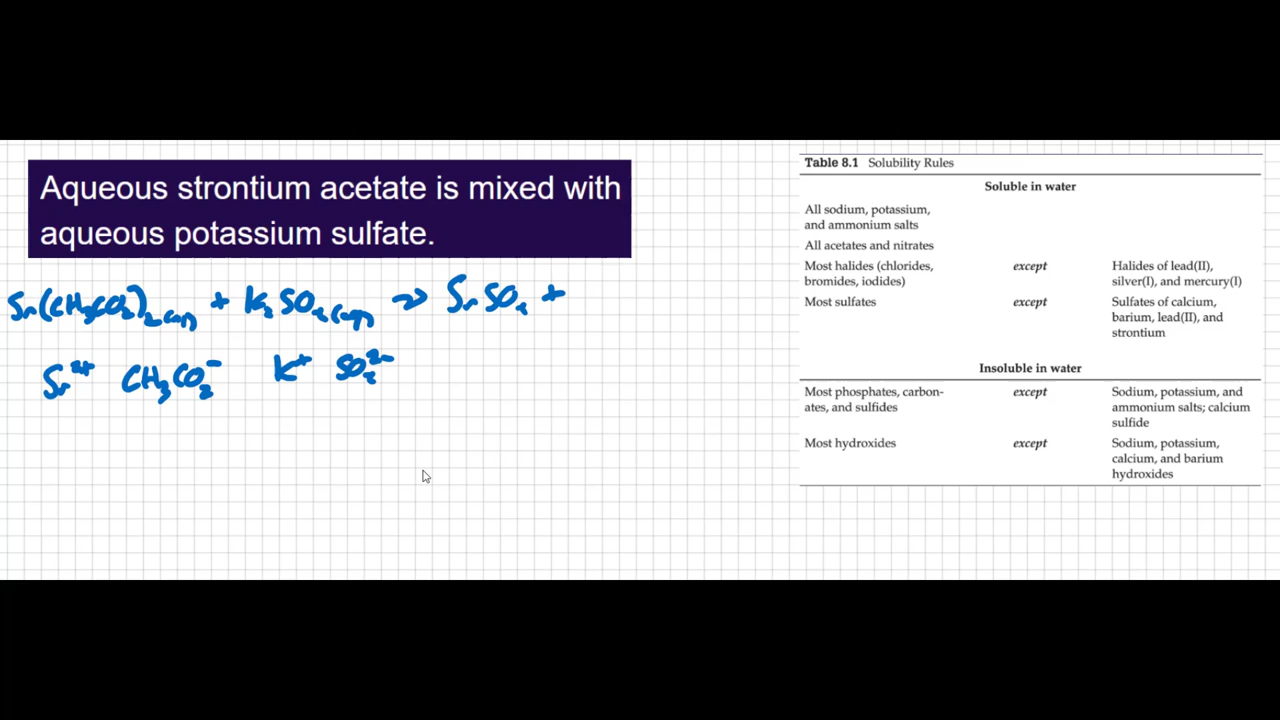 Aqueous strontium acetate is mixed with
aqueous potassium sulfate.
Sr(CH₃CO₂)₂(aq) + K₂SO₄(aq) → SrSO₄ +
Sr²⁺ CH₃CO₂⁻ K⁺ SO₄²⁻
Table 8.1 Solubility Rules
Soluble in water
All sodium, potassium,
and ammonium salts
All acetates and nitrates
Most halides (chlorides, except Halides of lead(II),
bromides, iodides) silver(I), and mercury(I)
Most sulfates except Sulfates of calcium,
barium, lead(II), and
strontium
Insoluble in water
Most phosphates, carbon- except Sodium, potassium, and
ates, and sulfides ammonium salts; calcium
sulfide
Most hydroxides except Sodium, potassium,
calcium, and barium
hydroxides